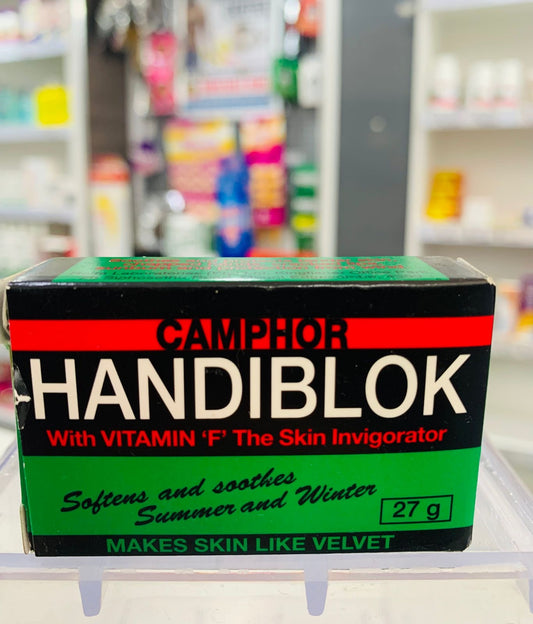 CAMPHOR
HANDIBLOK
With VITAMIN 'F' The Skin Invigorator
Softens and soothes
Summer and Winter
27 g
MAKES SKIN LIKE VELVET